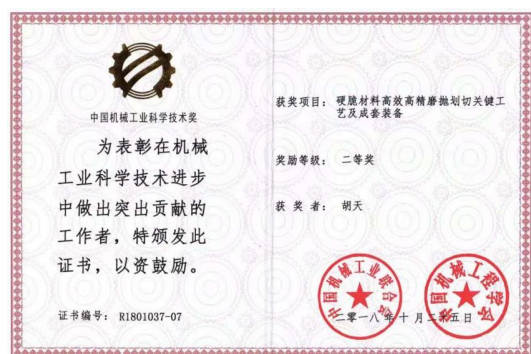 中国机械工业科学技术奖
为表彰在机械
工业科学技术进步
中做出突出贡献的
工作者，特颁发此
证书，以资鼓励。
证书编号： R1801037-07
获奖项目： 硬脆材料高效高精磨抛划切关键工
艺及成套装备
奖励等级： 二等奖
获 奖 者： 胡天
中国机械工业联合会
中国机械工程学会
二零一八年十月二十五日